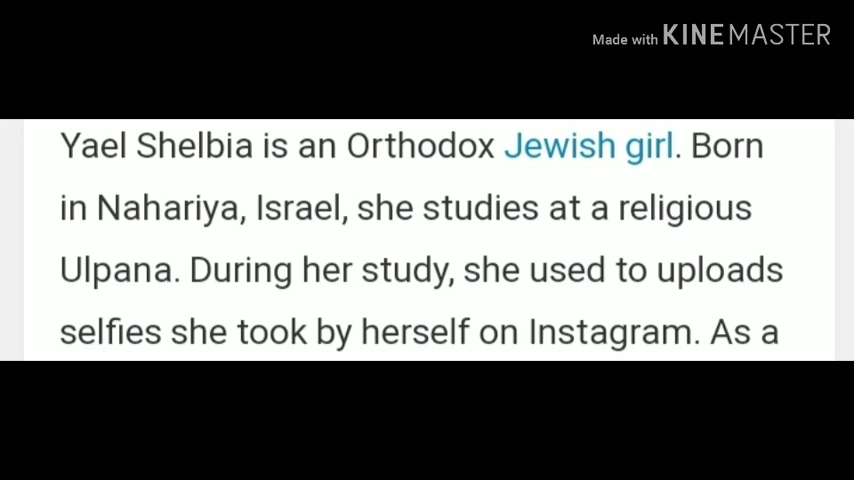 Made with KINEMASTER
Yael Shelbia is an Orthodox Jewish girl. Born
in Nahariya, Israel, she studies at a religious
Ulpana. During her study, she used to uploads
selfies she took by herself on Instagram. As a